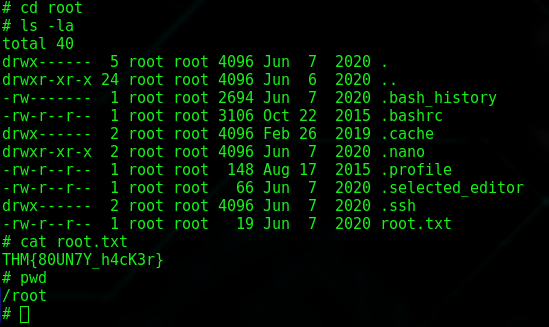 # cd root
# ls -la
total 40
drwx------  5 root root 4096 Jun  7  2020 .
drwxr-xr-x 24 root root 4096 Jun  6  2020 ..
-rw-------  1 root root 2694 Jun  7  2020 .bash_history
-rw-r--r--  1 root root 3106 Oct 22  2015 .bashrc
drwx------  2 root root 4096 Feb 26  2019 .cache
drwxr-xr-x  2 root root 4096 Jun  7  2020 .nano
-rw-r--r--  1 root root  148 Aug 17  2015 .profile
-rw-r--r--  1 root root   66 Jun  7  2020 .selected_editor
drwx------  2 root root 4096 Jun  7  2020 .ssh
-rw-r--r--  1 root root   19 Jun  7  2020 root.txt
# cat root.txt
THM{80UN7Y_h4cK3r}
# pwd
/root
#